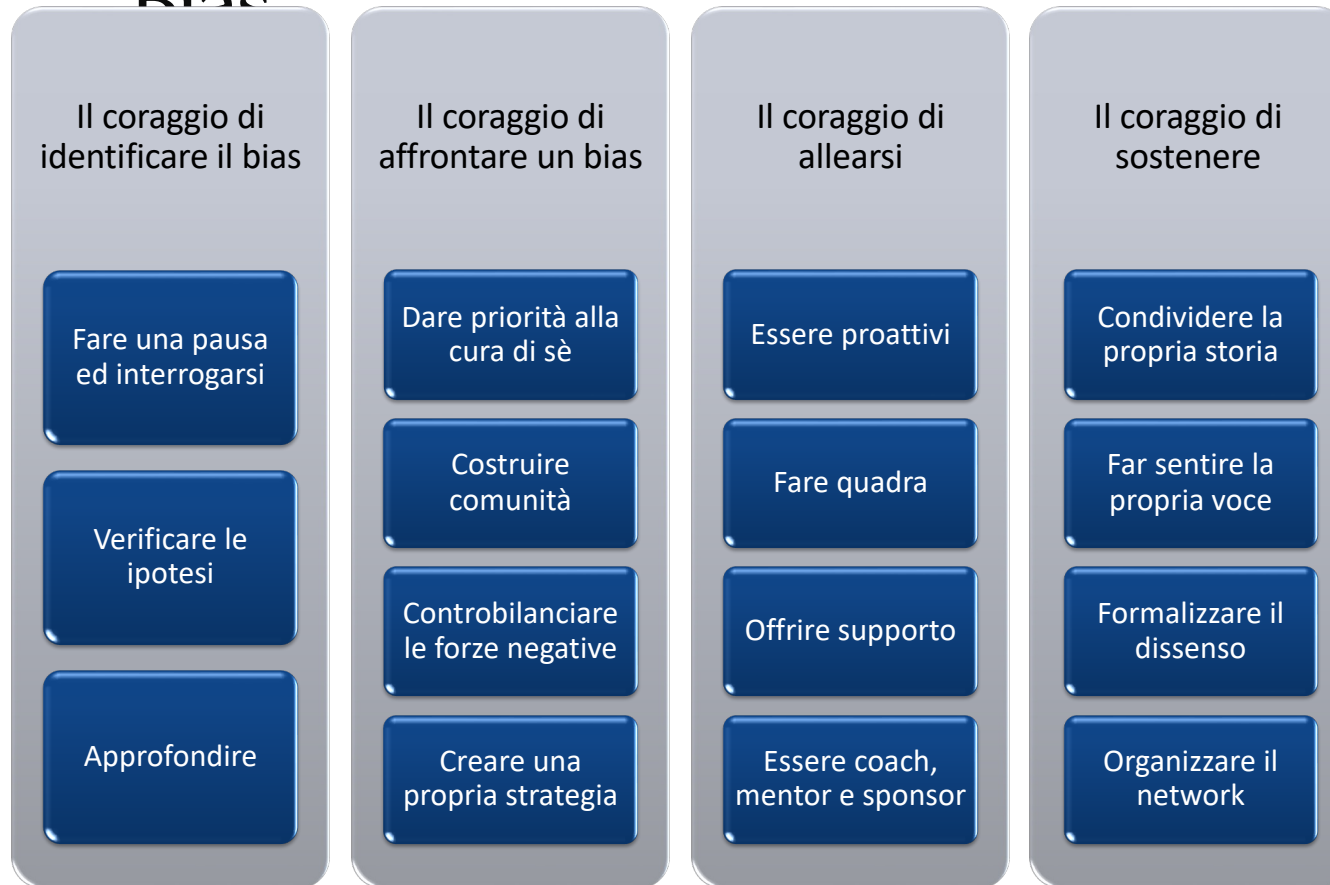 Bias
Il coraggio di
identificare il bias
Fare una pausa
ed interrogarsi
Verificare le
ipotesi
Approfondire
Il coraggio di
affrontare un bias
Dare priorità alla
cura di sè
Costruire
comunità
Controbilanciare
le forze negative
Creare una
propria strategia
Il coraggio di
allearsi
Essere proattivi
Fare quadra
Offrire supporto
Essere coach,
mentor e sponsor
Il coraggio di
sostenere
Condividere la
propria storia
Far sentire la
propria voce
Formalizzare il
dissenso
Organizzare il
network